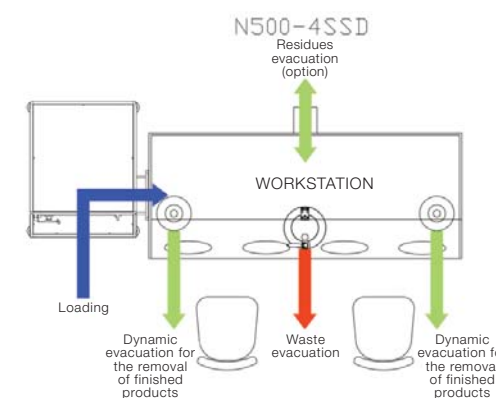 N500-4SSD
Residues
evacuation
(option)
WORKSTATION
Loading
Dynamic
evacuation for
the removal
of finished
products
Waste
evacuation
Dynamic
evacuation fo
the removal
of finished
products